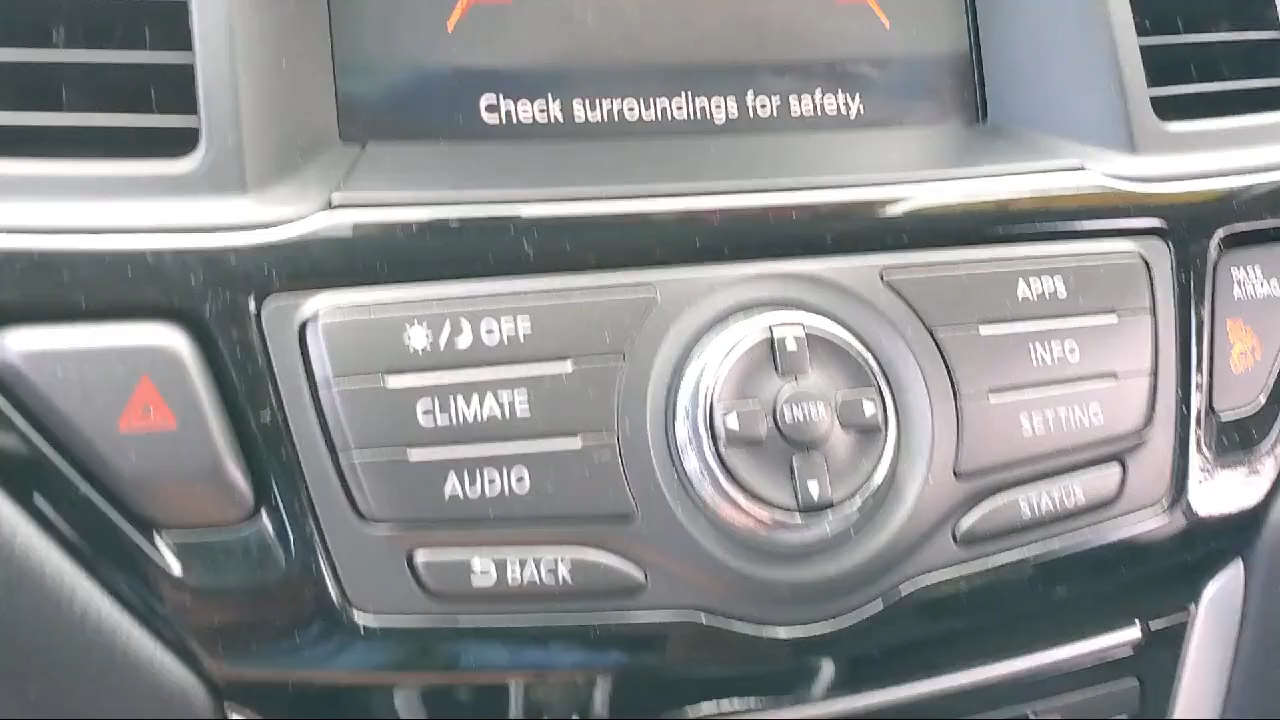 Check surroundings for safety.
OFF
CLIMATE
AUDIO
BACK
ENTER
APPS
INFO
SETTING
STATUS
PASS
AIRBAG